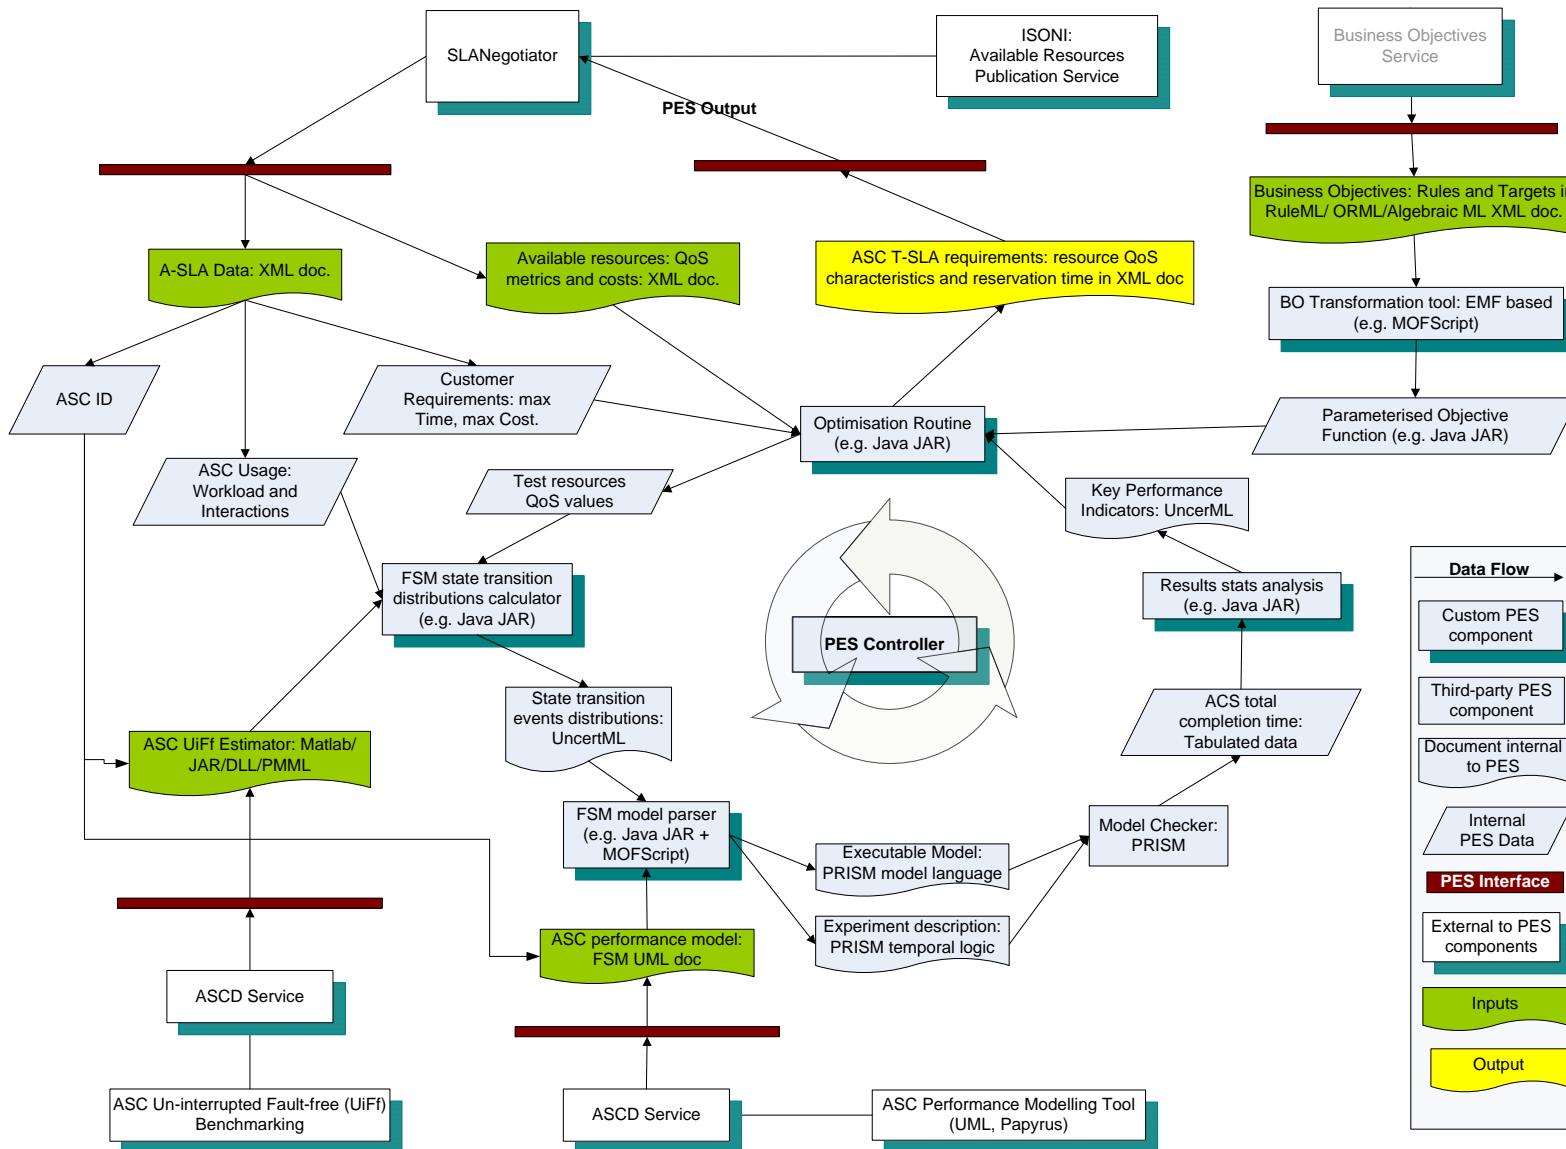 SLANegotiator
ISONI:
Available Resources
Publication Service
Business Objectives
Service
PES Output
Business Objectives: Rules and Targets i
RuleML/ ORML/Algebraic ML XML doc.
A-SLA Data: XML doc.
Available resources: QoS
metrics and costs: XML doc.
ASC T-SLA requirements: resource QoS
characteristics and reservation time in XML doc
BO Transformation tool: EMF based
(e.g. MOFScript)
ASC ID
Customer
Requirements: max
Time, max Cost.
Optimisation Routine
(e.g. Java JAR)
Parameterised Objective
Function (e.g. Java JAR)
ASC Usage:
Workload and
Interactions
Test resources
QoS values
Key Performance
Indicators: UncerML
FSM state transition
distributions calculator
(e.g. Java JAR)
Results stats analysis
(e.g. Java JAR)
PES Controller
State transition
events distributions:
UncertML
ACS total
completion time:
Tabulated data
ASC UiFf Estimator: Matlab/
JAR/DLL/PMML
FSM model parser
(e.g. Java JAR +
MOFScript)
Executable Model:
PRISM model language
Model Checker:
PRISM
Experiment description:
PRISM temporal logic
ASC performance model:
FSM UML doc
ASCD Service
ASC Un-interrupted Fault-free (UiFf)
Benchmarking
ASCD Service
ASC Performance Modelling Tool
(UML, Papyrus)
Data Flow
Custom PES
component
Third-party PES
component
Document internal
to PES
Internal
PES Data
PES Interface
External to PES
components
Inputs
Output